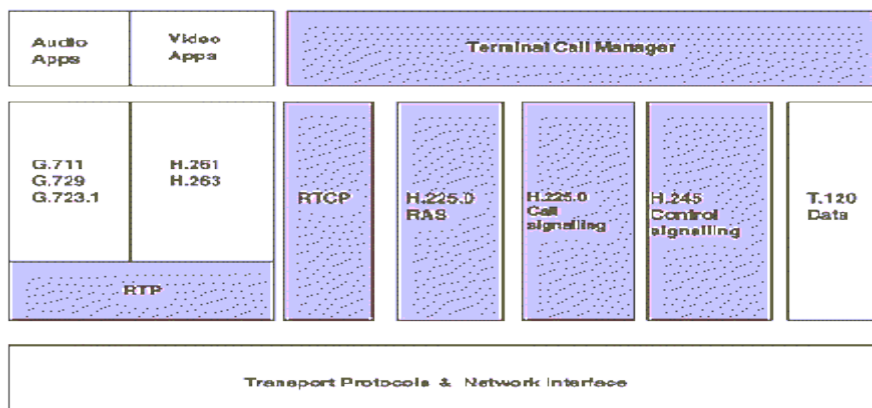 Audio
Apps
Video
Apps
Terminal Call Manager
G.711
G.729
G.723.1
H.261
H.263
RTP
RTCP
H.225.0
RAS
H.225.0
Call
signalling
H.245
Control
signalling
T.120
Data
Transport Protocols & Network Interface